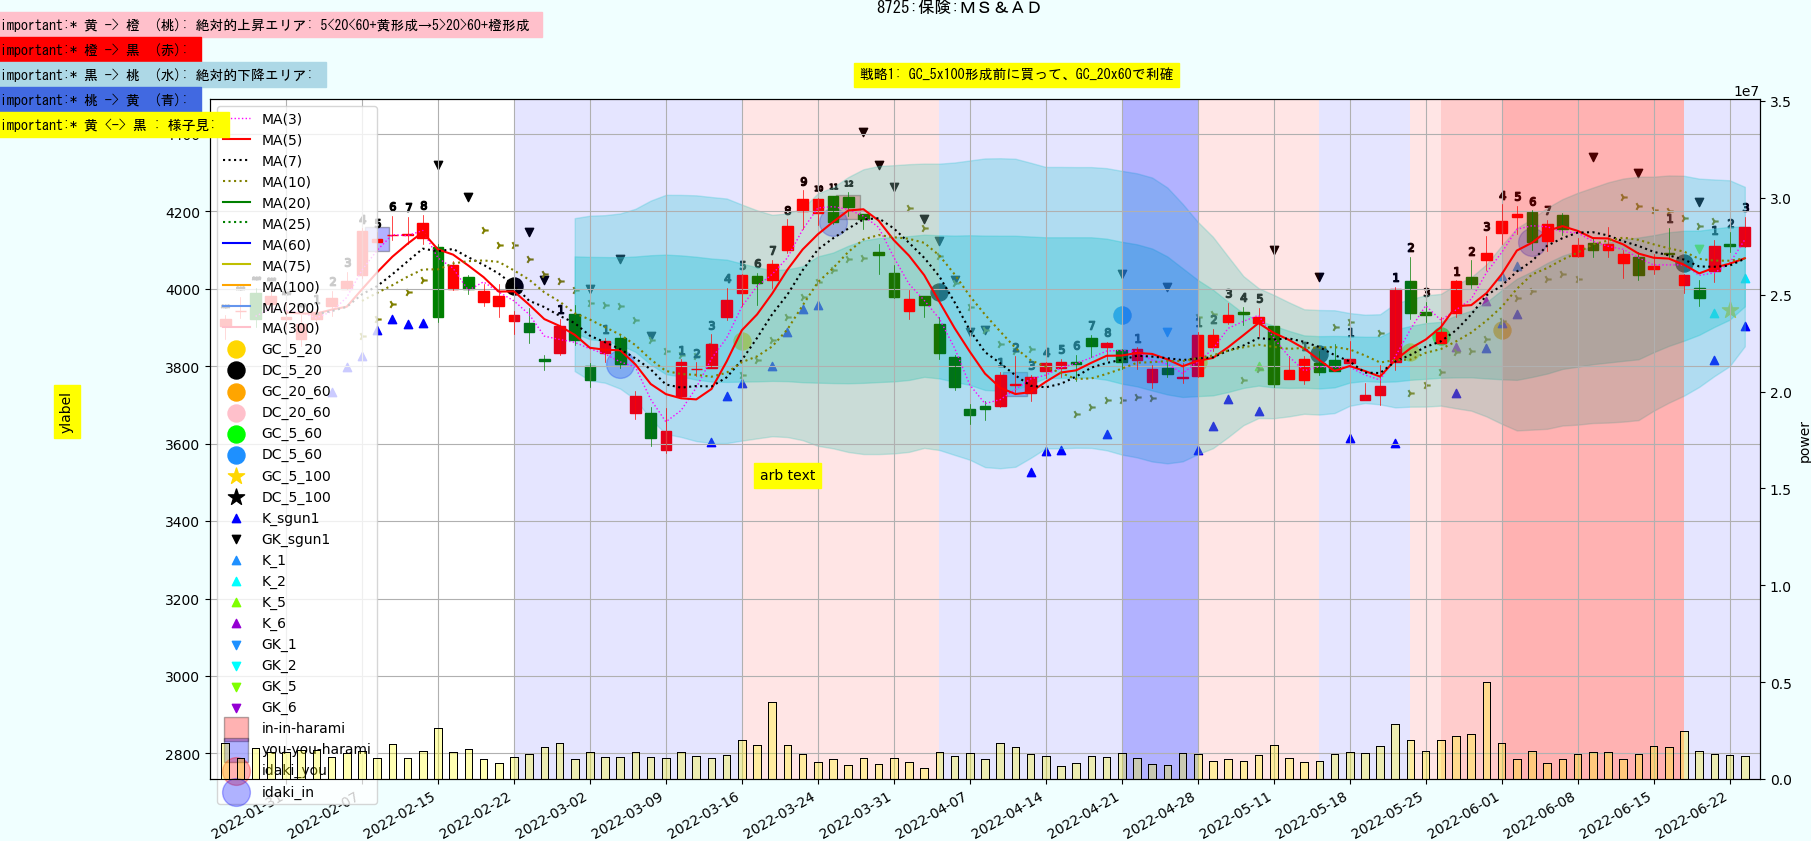 8725:保険:ＭＳ＆ＡＤ
important:* 黄 -> 橙 (桃): 絶対的上昇エリア: 5<20<60+黄形成→5>20>60+橙形成
important:* 橙 -> 黒 (赤):
important:* 黒 -> 桃 (水): 絶対的下降エリア:
important:* 桃 -> 黄 (青):
important:* 黄 <-> 黒 : 様子見:
戦略1: GC_5x100形成前に買って、GC_20x60で利確
1e7
MA(3)
MA(5)
MA(7)
MA(10)
MA(20)
MA(25)
MA(60)
MA(75)
MA(100)
MA(200)
MA(300)
GC_5_20
DC_5_20
GC_20_60
DC_20_60
GC_5_60
DC_5_60
GC_5_100
DC_5_100
K_sgun1
GK_sgun1
K_1
K_2
K_5
K_6
GK_1
GK_2
GK_5
GK_6
in-in-harami
you-you-harami
idaki_you
idaki_in
4200
4000
3800
3600
3400
3200
3000
2800
ylabel
arb text
3.5
3.0
2.5
2.0
1.5
1.0
0.5
0.0
power
2022-01-31
2022-02-07
2022-02-15
2022-02-22
2022-03-02
2022-03-09
2022-03-16
2022-03-24
2022-03-31
2022-04-07
2022-04-14
2022-04-21
2022-04-28
2022-05-11
2022-05-18
2022-05-25
2022-06-01
2022-06-08
2022-06-15
2022-06-22